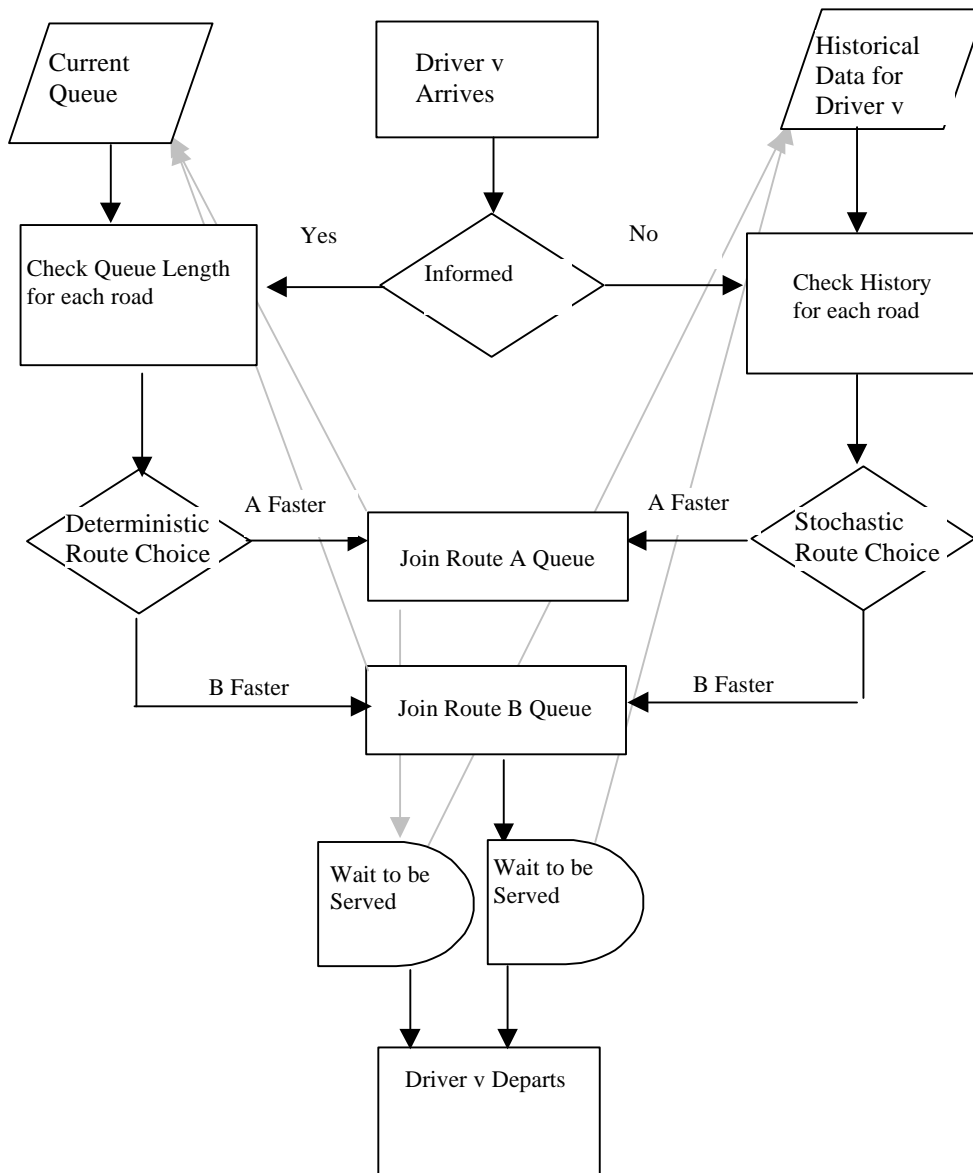 Current
Queue
Driver v
Arrives
Historical
Data for
Driver v
Yes
No
Check Queue Length
for each road
Informed
Check History
for each road
A Faster
A Faster
Deterministic
Route Choice
Join Route A Queue
Stochastic
Route Choice
B Faster
B Faster
Join Route B Queue
Wait to be
Served
Wait to be
Served
Driver v Departs